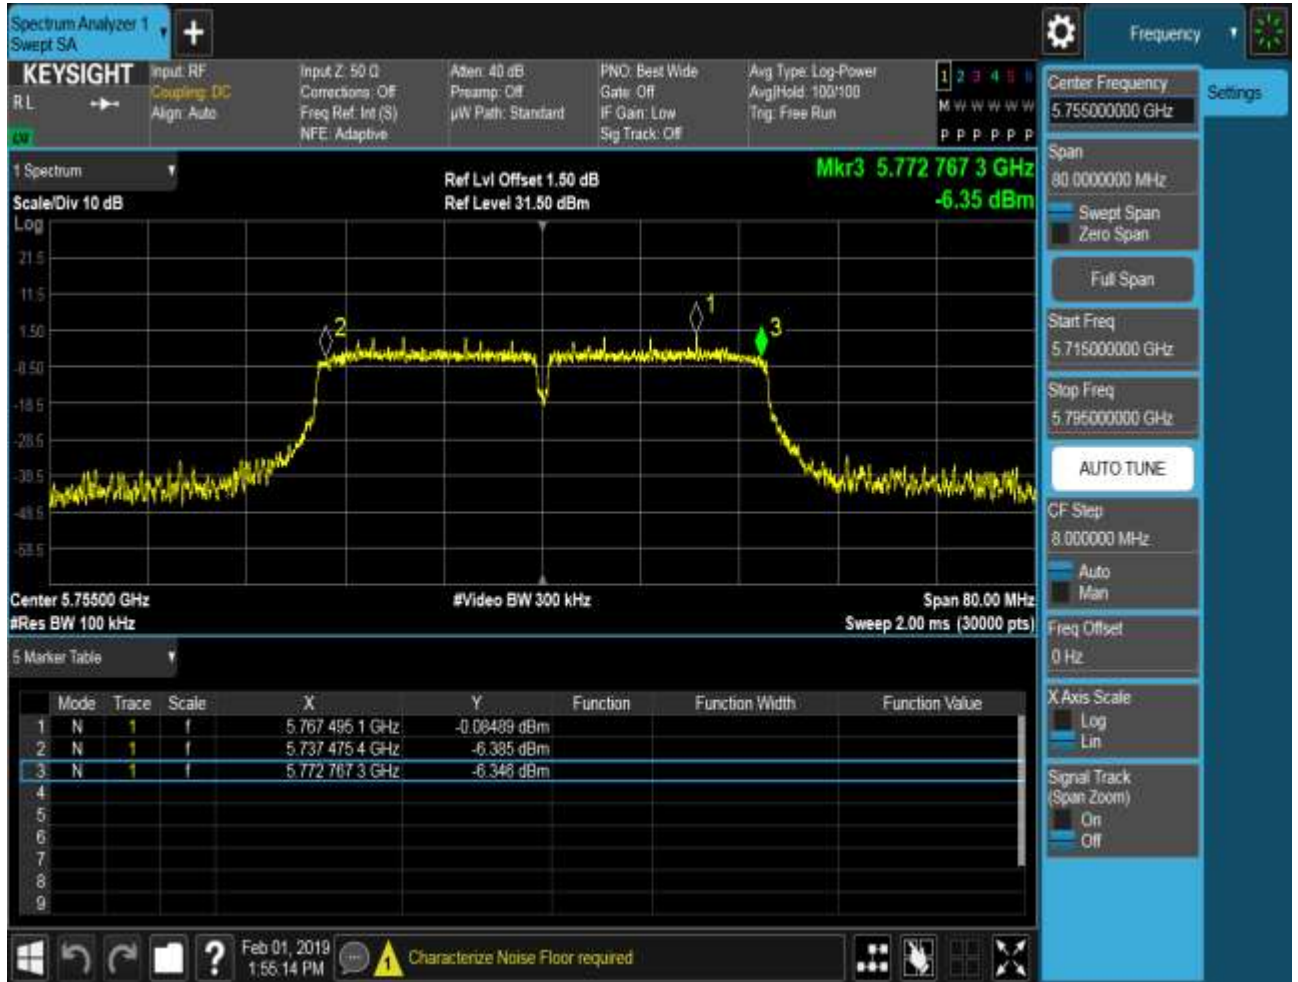 Spectrum Analyzer 1
Swept SA
+
Frequency
KEYSIGHT
Input: RF
Coupling: DC
Align: Auto
Input Z: 50 Ω
Corrections: Off
Freq Ref: Int (S)
NFE: Adaptive
Atten: 40 dB
Preamp: Off
µW Path: Standard
PNO: Best Wide
Gate: Off
IF Gain: Low
Sig Track: Off
Avg Type: Log-Power
Avg|Hold: 100/100
Trig: Free Run
1 2 3 4 5 6
M W W W W W
P P P P P P
R L
LXI
1 Spectrum
Scale/Div 10 dB
Ref Lvl Offset 1.50 dB
Ref Level 31.50 dBm
Mkr3 5.772 767 3 GHz
-6.35 dBm
Log
21.5
11.5
1.50
-8.50
-18.5
-28.5
-38.5
-48.5
-58.5
2
1
3
Center 5.75500 GHz
#Res BW 100 kHz
#Video BW 300 kHz
Span 80.00 MHz
Sweep 2.00 ms (30000 pts)
5 Marker Table
Mode Trace Scale X Y Function Function Width Function Value
1 N 1 f 5.767 495 1 GHz -0.08489 dBm
2 N 1 f 5.737 475 4 GHz -6.385 dBm
3 N 1 f 5.772 767 3 GHz -6.346 dBm
4
5
6
7
8
9
Center Frequency
5.755000000 GHz
Settings
Span
80.0000000 MHz
Swept Span
Zero Span
Full Span
Start Freq
5.715000000 GHz
Stop Freq
5.795000000 GHz
AUTO TUNE
CF Step
8.000000 MHz
Auto
Man
Freq Offset
0 Hz
X Axis Scale
Log
Lin
Signal Track
(Span Zoom)
On
Off
?
Feb 01, 2019
1:55:14 PM
1
Characterize Noise Floor required